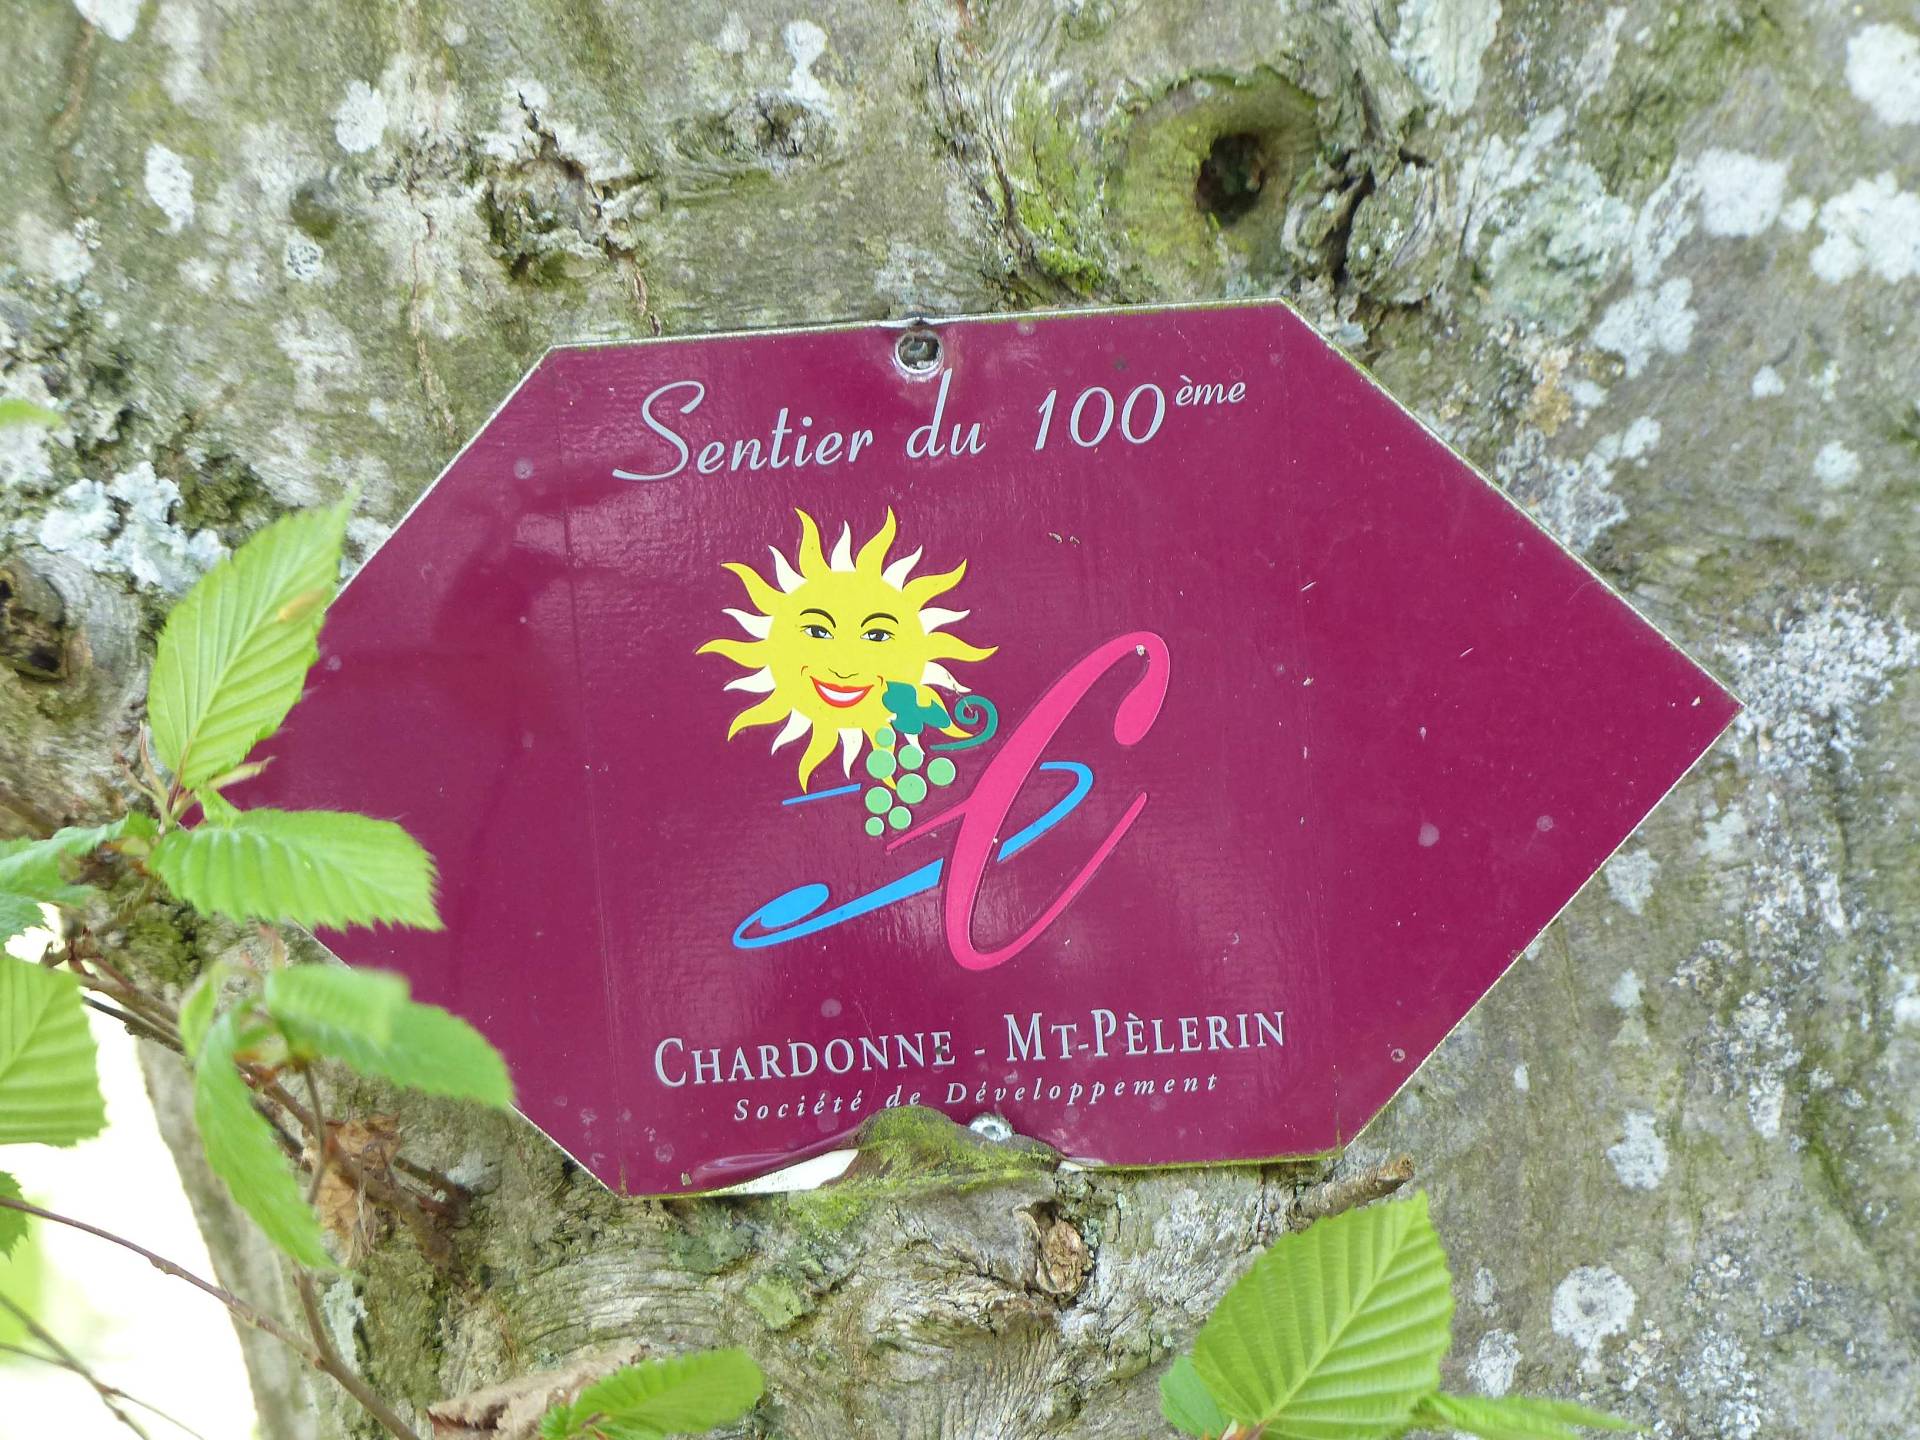 Sentier du 100ème
C
CHARDONNE - MT-PÈLERIN
Société de Développement